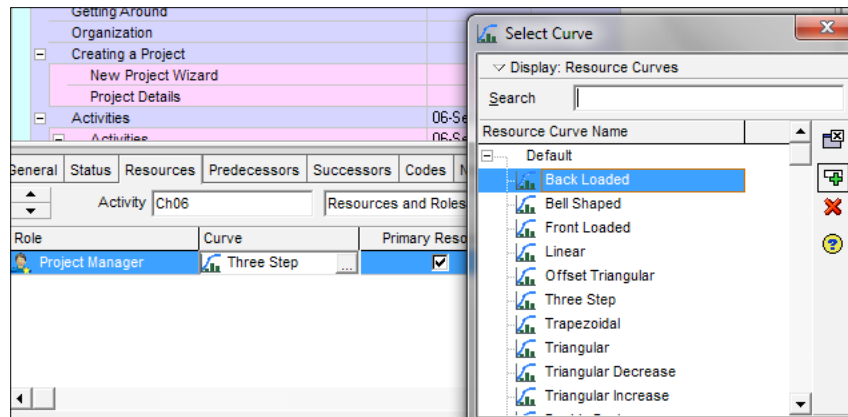 Getting Around
Organization
Creating a Project
New Project Wizard
Project Details
Activities 06-Se
Activities 06-Se
General Status Resources Predecessors Successors Codes N
Activity Ch06 Resources and Roles
Role Curve Primary Reso
Project Manager Three Step ...
Select Curve
Display: Resource Curves
Search
Resource Curve Name
Default
Back Loaded
Bell Shaped
Front Loaded
Linear
Offset Triangular
Three Step
Trapezoidal
Triangular
Triangular Decrease
Triangular Increase